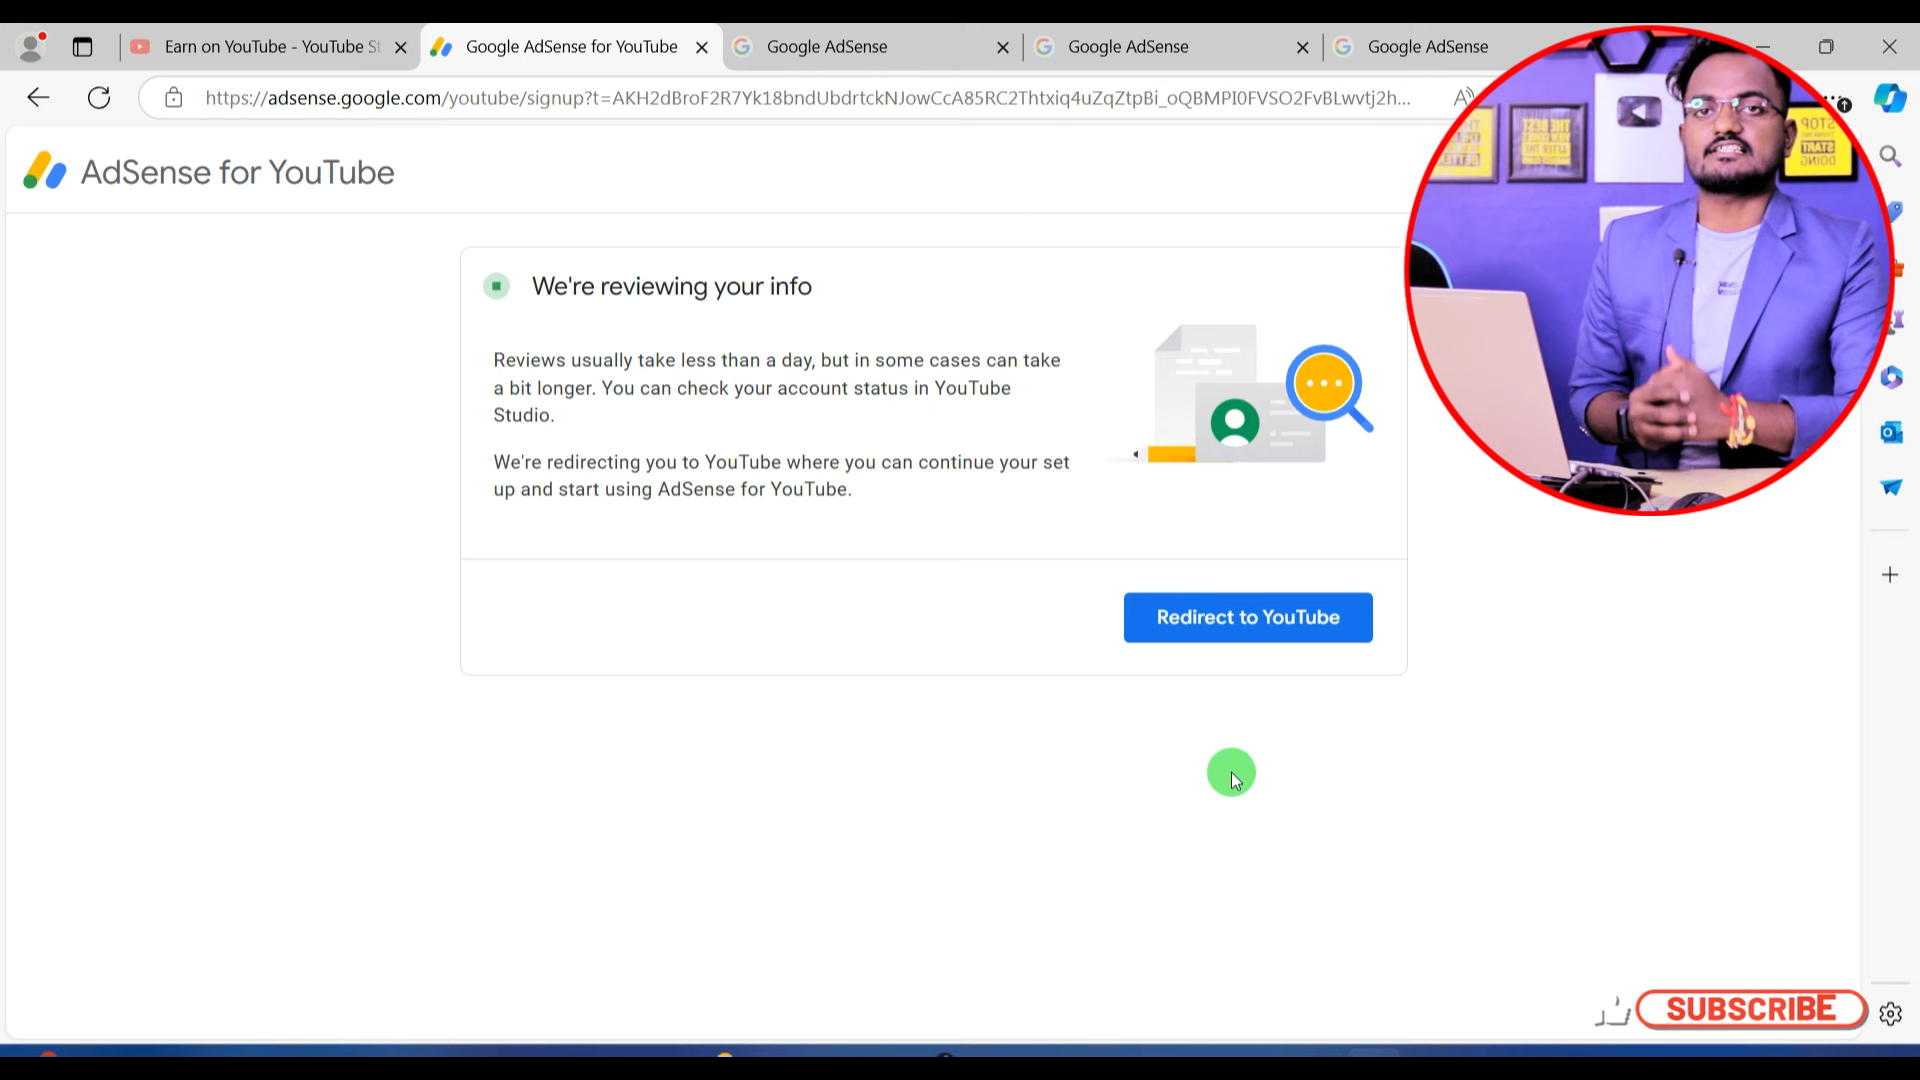 Earn on YouTube - YouTube St
Google AdSense for YouTube
Google AdSense
Google AdSense
Google AdSense
https://adsense.google.com/youtube/signup?t=AKH2dBroF2R7Yk18bndUbdrtckNJowCcA85RC2Thtxiq4uZqZtpBi_oQBMPI0FVSO2FvBLwvtj2h...
AdSense for YouTube
We're reviewing your info
Reviews usually take less than a day, but in some cases can take
a bit longer. You can check your account status in YouTube
Studio.
We're redirecting you to YouTube where you can continue your set
up and start using AdSense for YouTube.
Redirect to YouTube
STOP
START
DOING
SUBSCRIBE